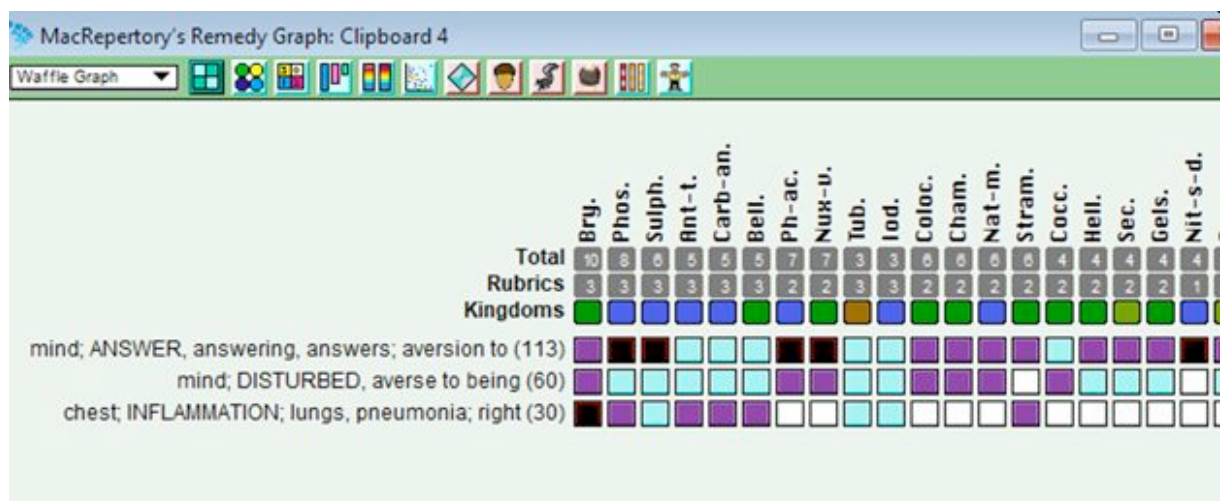 MacRepertory's Remedy Graph: Clipboard 4
Waffle Graph
Bry. Phos. Sulph. Ant-t. Carb-an. Bell. Ph-ac. Nux-v. Tub. Iod. Coloc. Cham. Nat-m. Stram. Cocc. Hell. Sec. Gels. Nit-s-d.
Total 10 8 6 5 5 5 7 7 3 3 6 6 6 6 4 4 4 4 4
Rubrics 3 3 3 3 3 3 2 2 3 3 2 2 2 2 2 2 2 2 1
Kingdoms
mind; ANSWER, answering, answers; aversion to (113)
mind; DISTURBED, averse to being (60)
chest; INFLAMMATION; lungs, pneumonia; right (30)